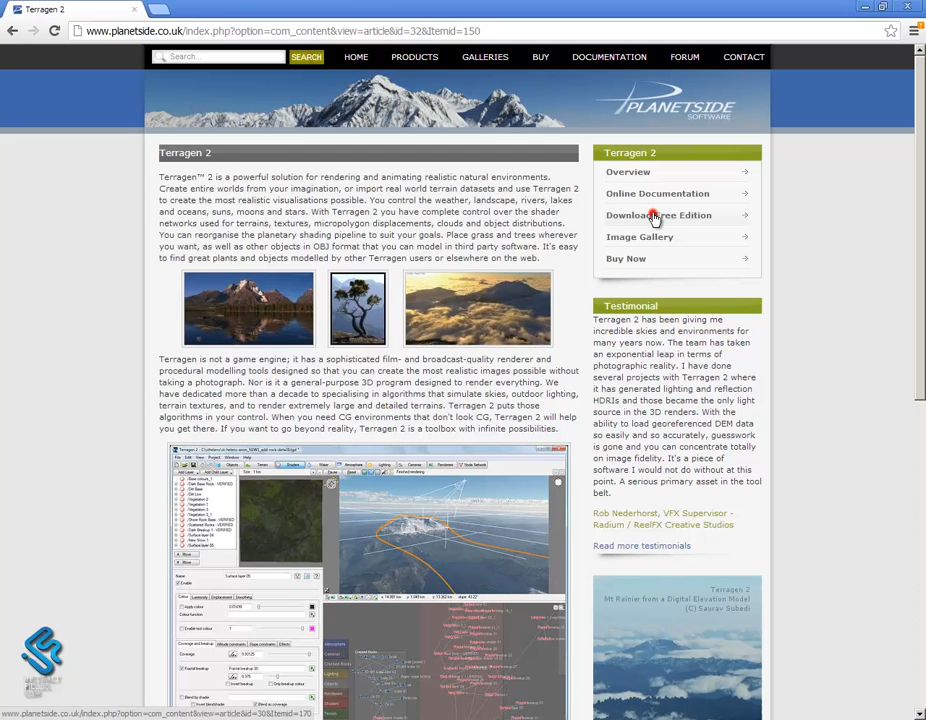 Terragen 2
www.planetside.co.uk/index.php?option=com_content&view=article&id=32&Itemid=150
Search...
SEARCH
HOME PRODUCTS GALLERIES BUY DOCUMENTATION FORUM CONTACT
PLANETSIDE
SOFTWARE
Terragen 2
Terragen™ 2 is a powerful solution for rendering and animating realistic natural environments.
Create entire worlds from your imagination, or import real world terrain datasets and use Terragen 2
to create the most realistic visualisations possible. You control the weather, landscape, rivers, lakes
and oceans, suns, moons and stars. With Terragen 2 you have complete control over the shader
networks used for terrains, textures, micropolygon displacements, clouds and object distributions.
You can reorganise the planetary shading pipeline to suit your goals. Place grass and trees wherever
you want, as well as other objects in OBJ format that you can model in third party software. It's easy
to find great plants and objects modelled by other Terragen users or elsewhere on the web.
Terragen is not a game engine; it has a sophisticated film- and broadcast-quality renderer and
procedural modelling tools designed so that you can create the most realistic images possible without
taking a photograph. Nor is it a general-purpose 3D program designed to render everything. We
have dedicated more than a decade to specialising in algorithms that simulate skies, outdoor lighting,
terrain textures, and to render extremely large and detailed terrains. Terragen 2 puts those
algorithms in your control. When you need CG environments that don't look CG, Terragen 2 will help
you get there. If you want to go beyond reality, Terragen 2 is a toolbox with infinite possibilities.
Terragen 2
Overview
Online Documentation
Download Free Edition
Image Gallery
Buy Now
Testimonial
Terragen 2 has been giving me
incredible skies and environments for
many years now. The team has taken
an exponential leap in terms of
photographic reality. I have done
several projects with Terragen 2 where
it has generated lighting and reflection
HDRIs and those became the only light
source in the 3D renders. With the
ability to load georeferenced DEM data
so easily and so accurately, guesswork
is gone and you can concentrate totally
on image fidelity. It's a piece of
software I would not do without at this
point. A serious primary asset in the tool
belt.
Rob Nederhorst, VFX Supervisor -
Radium / ReelFX Creative Studios
Read more testimonials
Terragen 2
Mt Rainier from a Digital Elevation Model
(C) Saurav Subedi
www.planetside.co.uk/index.php?option=com_content&view=article&id=30&Itemid=170